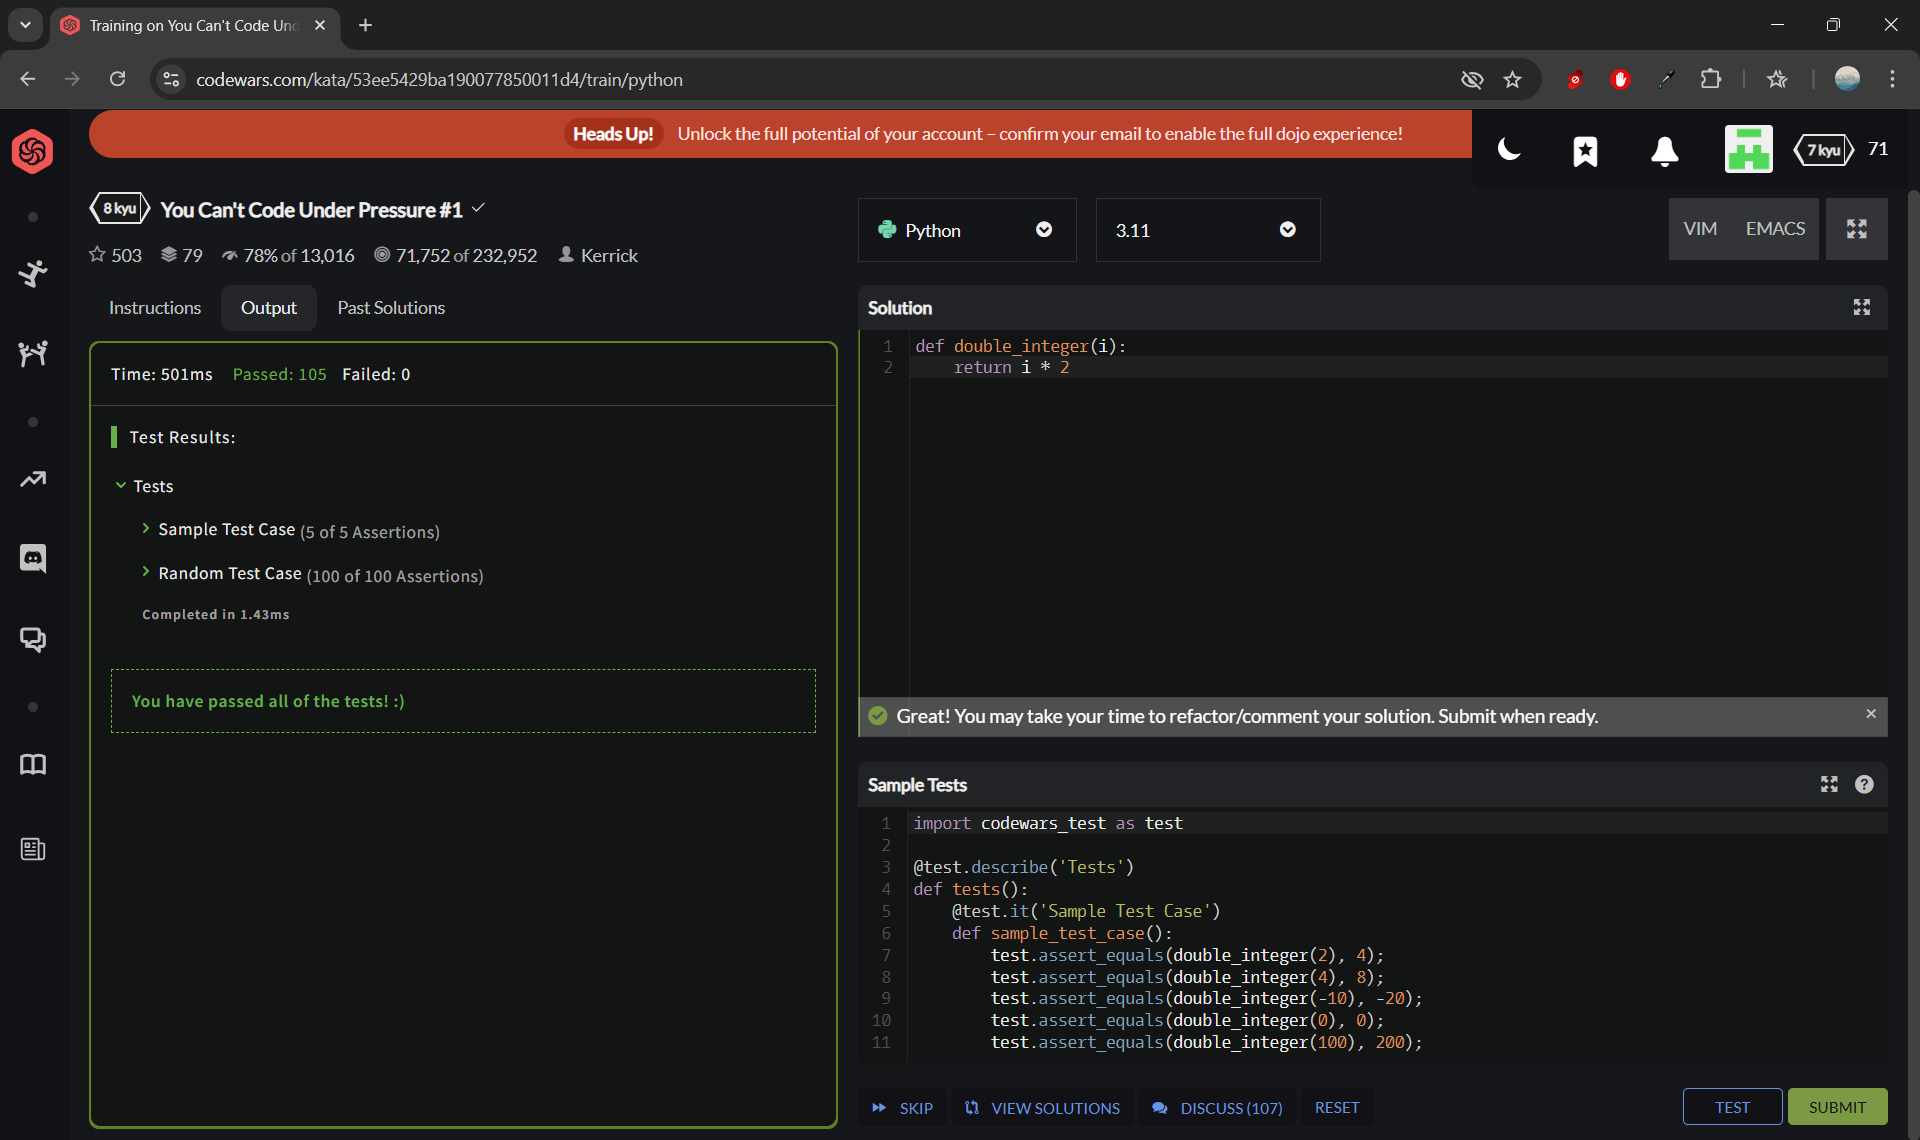 Training on You Can't Code Und
codewars.com/kata/53ee5429ba190077850011d4/train/python
Heads Up! Unlock the full potential of your account – confirm your email to enable the full dojo experience!
7 kyu 71
8 kyu You Can't Code Under Pressure #1
503 79 78% of 13,016 71,752 of 232,952 Kerrick
Python 3.11 VIM EMACS
Instructions Output Past Solutions
Time: 501ms Passed: 105 Failed: 0
Test Results:
Tests
Sample Test Case (5 of 5 Assertions)
Random Test Case (100 of 100 Assertions)
Completed in 1.43ms
You have passed all of the tests! :)
Solution
1 def double_integer(i):
2     return i * 2
Great! You may take your time to refactor/comment your solution. Submit when ready.
Sample Tests
1 import codewars_test as test
2
3 @test.describe('Tests')
4 def tests():
5     @test.it('Sample Test Case')
6     def sample_test_case():
7         test.assert_equals(double_integer(2), 4);
8         test.assert_equals(double_integer(4), 8);
9         test.assert_equals(double_integer(-10), -20);
10         test.assert_equals(double_integer(0), 0);
11         test.assert_equals(double_integer(100), 200);
SKIP VIEW SOLUTIONS DISCUSS (107) RESET TEST SUBMIT